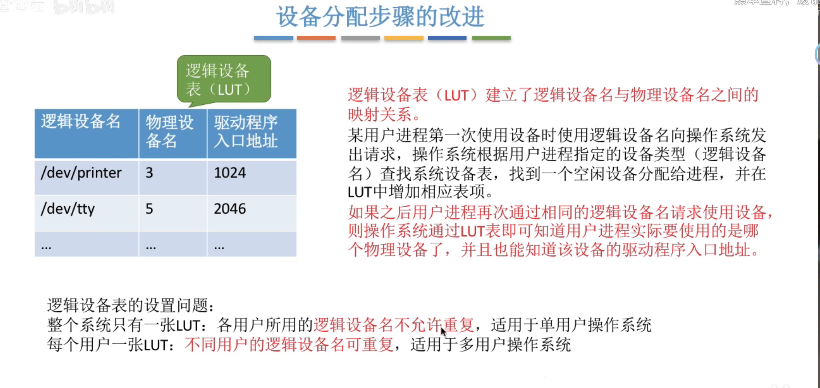 设备分配步骤的改进
逻辑设备
表（LUT）
逻辑设备名
物理设
备名
驱动程序
入口地址
/dev/printer
3
1024
/dev/tty
5
2046
...
...
...
逻辑设备表（LUT）建立了逻辑设备名与物理设备名之间的
映射关系。
某用户进程第一次使用设备时使用逻辑设备名向操作系统发
出请求，操作系统根据用户进程指定的设备类型（逻辑设备
名）查找系统设备表，找到一个空闲设备分配给进程，并在
LUT中增加相应表项。
如果之后用户进程再次通过相同的逻辑设备名请求使用设备，
则操作系统通过LUT表即可知道用户进程实际要使用的是哪
个物理设备了，并且也能知道该设备的驱动程序入口地址。
逻辑设备表的设置问题：
整个系统只有一张LUT：各用户所用的逻辑设备名不允许重复，适用于单用户操作系统
每个用户一张LUT：不同用户的逻辑设备名可重复，适用于多用户操作系统